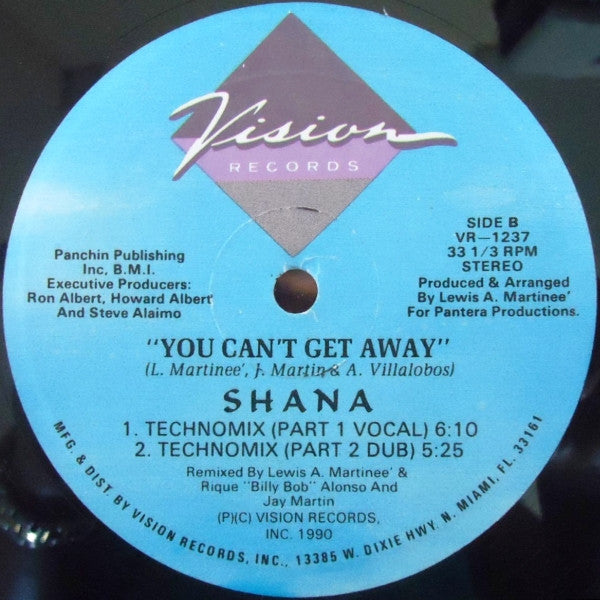 Vision
RECORDS
SIDE B
VR—1237
33 1/3 RPM
STEREO
Produced & Arranged
By Lewis A. Martinee'
For Pantera Productions.
Panchin Publishing
Inc, B.M.I.
Executive Producers:
Ron Albert, Howard Albert
And Steve Alaimo
"YOU CAN'T GET AWAY"
(L. Martinee', J. Martin & A. Villalobos)
SHANA
1. TECHNOMIX (PART 1 VOCAL) 6:10
2. TECHNOMIX (PART 2 DUB) 5:25
Remixed By Lewis A. Martinee' &
Rique "Billy Bob" Alonso And
Jay Martin
(P)(C) VISION RECORDS,
INC. 1990
MFG. & DIST. BY VISION RECORDS, INC., 13385 W. DIXIE HWY. N. MIAMI, FL. 33161